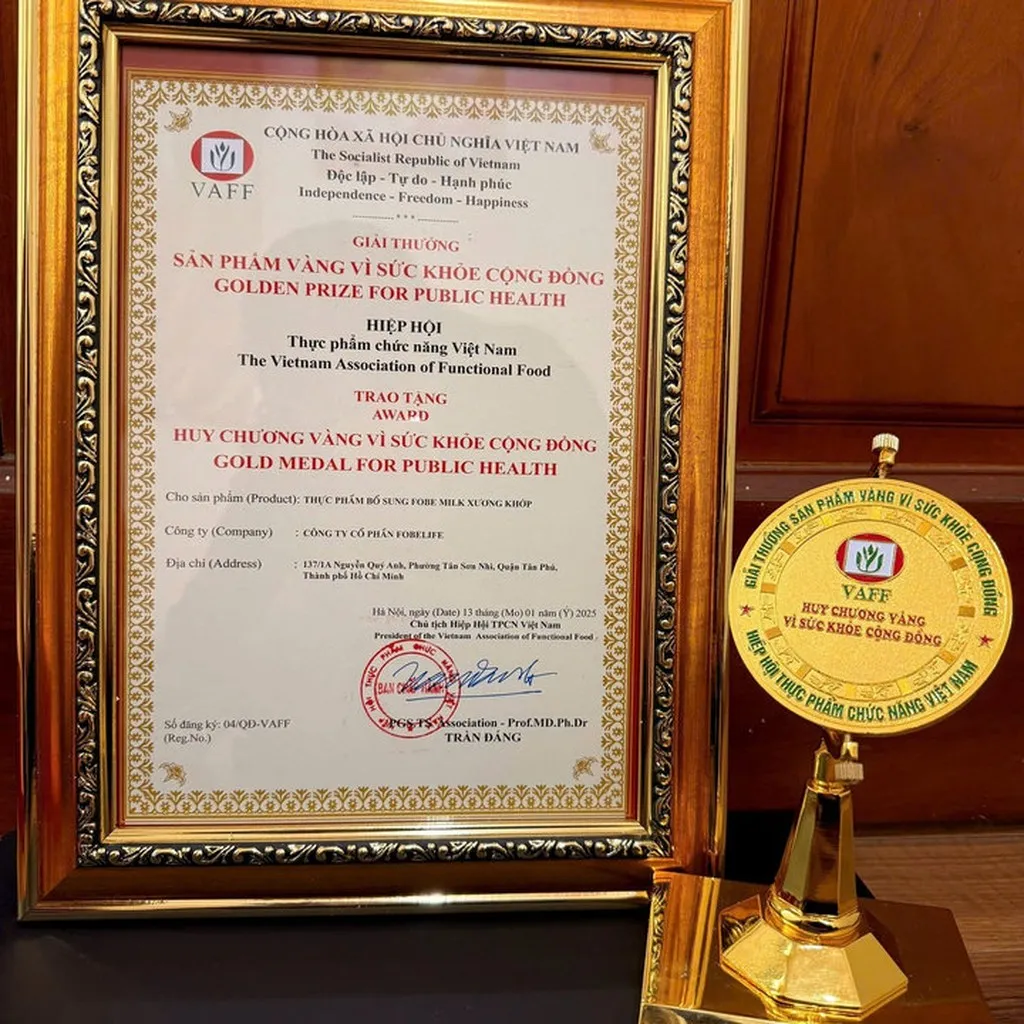 VAFF
CỘNG HÒA XÃ HỘI CHỦ NGHĨA VIỆT NAM
The Socialist Republic of Vietnam
Độc lập - Tự do - Hạnh phúc
Independence - Freedom - Happiness
GIẢI THƯỞNG
SẢN PHẨM VÀNG VÌ SỨC KHỎE CỘNG ĐỒNG
GOLDEN PRIZE FOR PUBLIC HEALTH
HIỆP HỘI
Thực phẩm chức năng Việt Nam
The Vietnam Association of Functional Food
TRAO TẶNG
AWARD
HUY CHƯƠNG VÀNG VÌ SỨC KHỎE CỘNG ĐỒNG
GOLD MEDAL FOR PUBLIC HEALTH
Cho sản phẩm (Product): THỰC PHẨM BỔ SUNG FOBE MILK XƯƠNG KHỚP
Công ty (Company) : CÔNG TY CỔ PHẦN FOBELIFE
Địa chỉ (Address) : 137/1A Nguyễn Quý Anh, Phường Tân Sơn Nhì, Quận Tân Phú,
Thành phố Hồ Chí Minh
Hà Nội, ngày (Date) 13 tháng (Mo) 01 năm (Y) 2025
Chủ tịch Hiệp Hội TPCN Việt Nam
President of the Vietnam Association of Functional Food
BAN CHẤP HÀNH
PGS.TS Association - Prof.MD.Ph.Dr
TRẦN ĐÁNG
Số đăng ký: 04/QĐ-VAFF
(Reg.No.)
GIẢI THƯỞNG SẢN PHẨM VÀNG VÌ SỨC KHỎE CỘNG ĐỒNG
VAFF
HUY CHƯƠNG VÀNG
VÌ SỨC KHỎE CỘNG ĐỒNG
HIỆP HỘI THỰC PHẨM CHỨC NĂNG VIỆT NAM